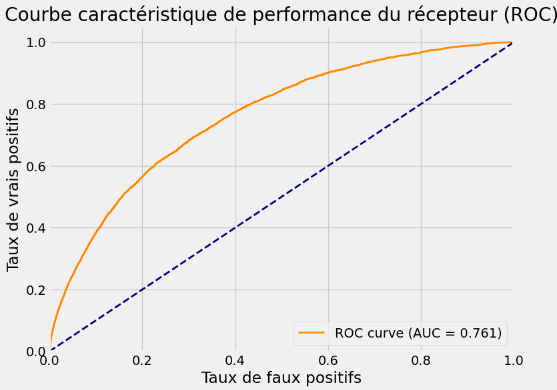 Courbe caractéristique de performance du récepteur (ROC)
1.0
0.8
0.6
0.4
0.2
0.0
Taux de vrais positifs
0.0 0.2 0.4 0.6 0.8 1.0
Taux de faux positifs
ROC curve (AUC = 0.761)